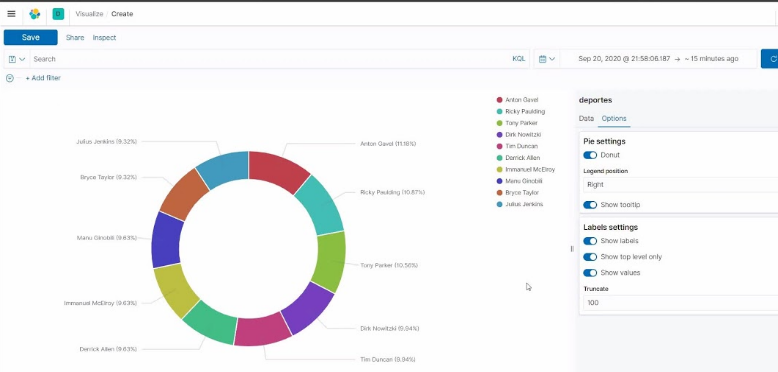 D Visualize / Create
Save Share Inspect
Search KQL Sep 20, 2020 @ 21:58:06.187 → ~ 15 minutes ago
+ Add filter
Anton Gavel
Ricky Paulding
Tony Parker
Dirk Nowitzki
Tim Duncan
Derrick Allen
Immanuel McElroy
Manu Ginobili
Bryce Taylor
Julius Jenkins
Julius Jenkins (9.32%)
Anton Gavel (11.18%)
Bryce Taylor (9.32%)
Ricky Paulding (10.87%)
Manu Ginobili (9.63%)
Tony Parker (10.56%)
Immanuel McElroy (9.63%)
Dirk Nowitzki (9.94%)
Derrick Allen (9.63%)
Tim Duncan (9.94%)
deportes
Data Options
Pie settings
Donut
Legend position
Right
Show tooltip
Labels settings
Show labels
Show top level only
Show values
Truncate
100